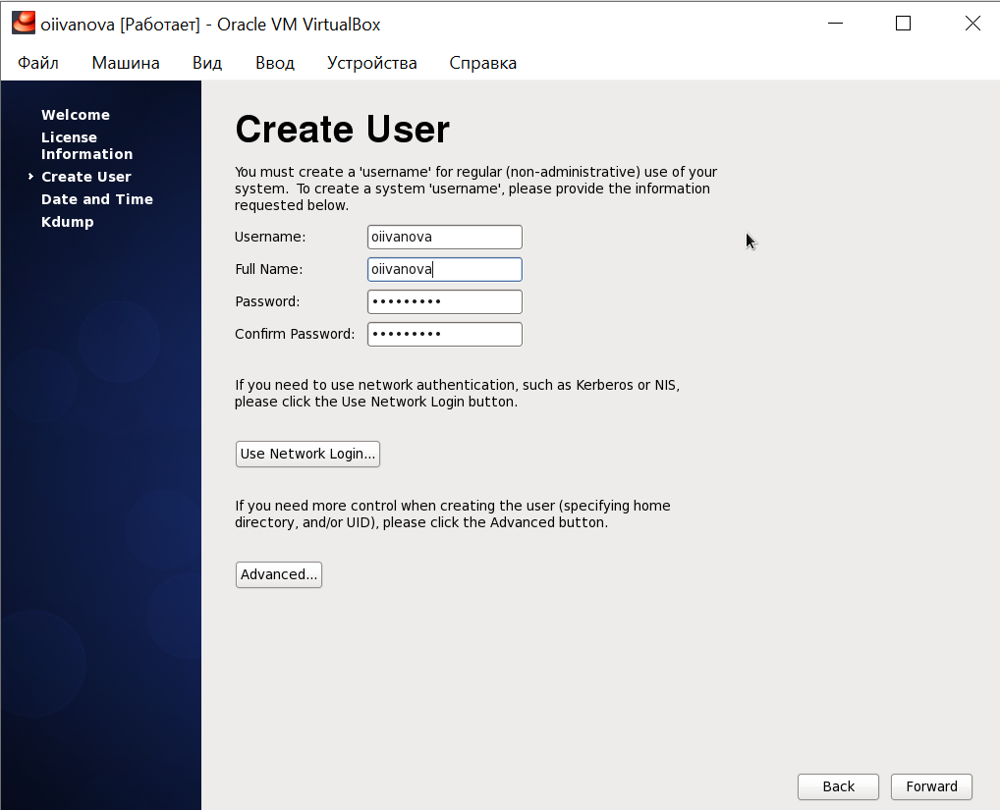 oiivanova [Работает] - Oracle VM VirtualBox
Файл Машина Вид Ввод Устройства Справка
Welcome
License
Information
Create User
Date and Time
Kdump
Create User
You must create a 'username' for regular (non-administrative) use of your
system. To create a system 'username', please provide the information
requested below.
Username: oiivanova
Full Name: oiivanova
Password: •••••••••
Confirm Password: •••••••••
If you need to use network authentication, such as Kerberos or NIS,
please click the Use Network Login button.
Use Network Login...
If you need more control when creating the user (specifying home
directory, and/or UID), please click the Advanced button.
Advanced...
Back Forward